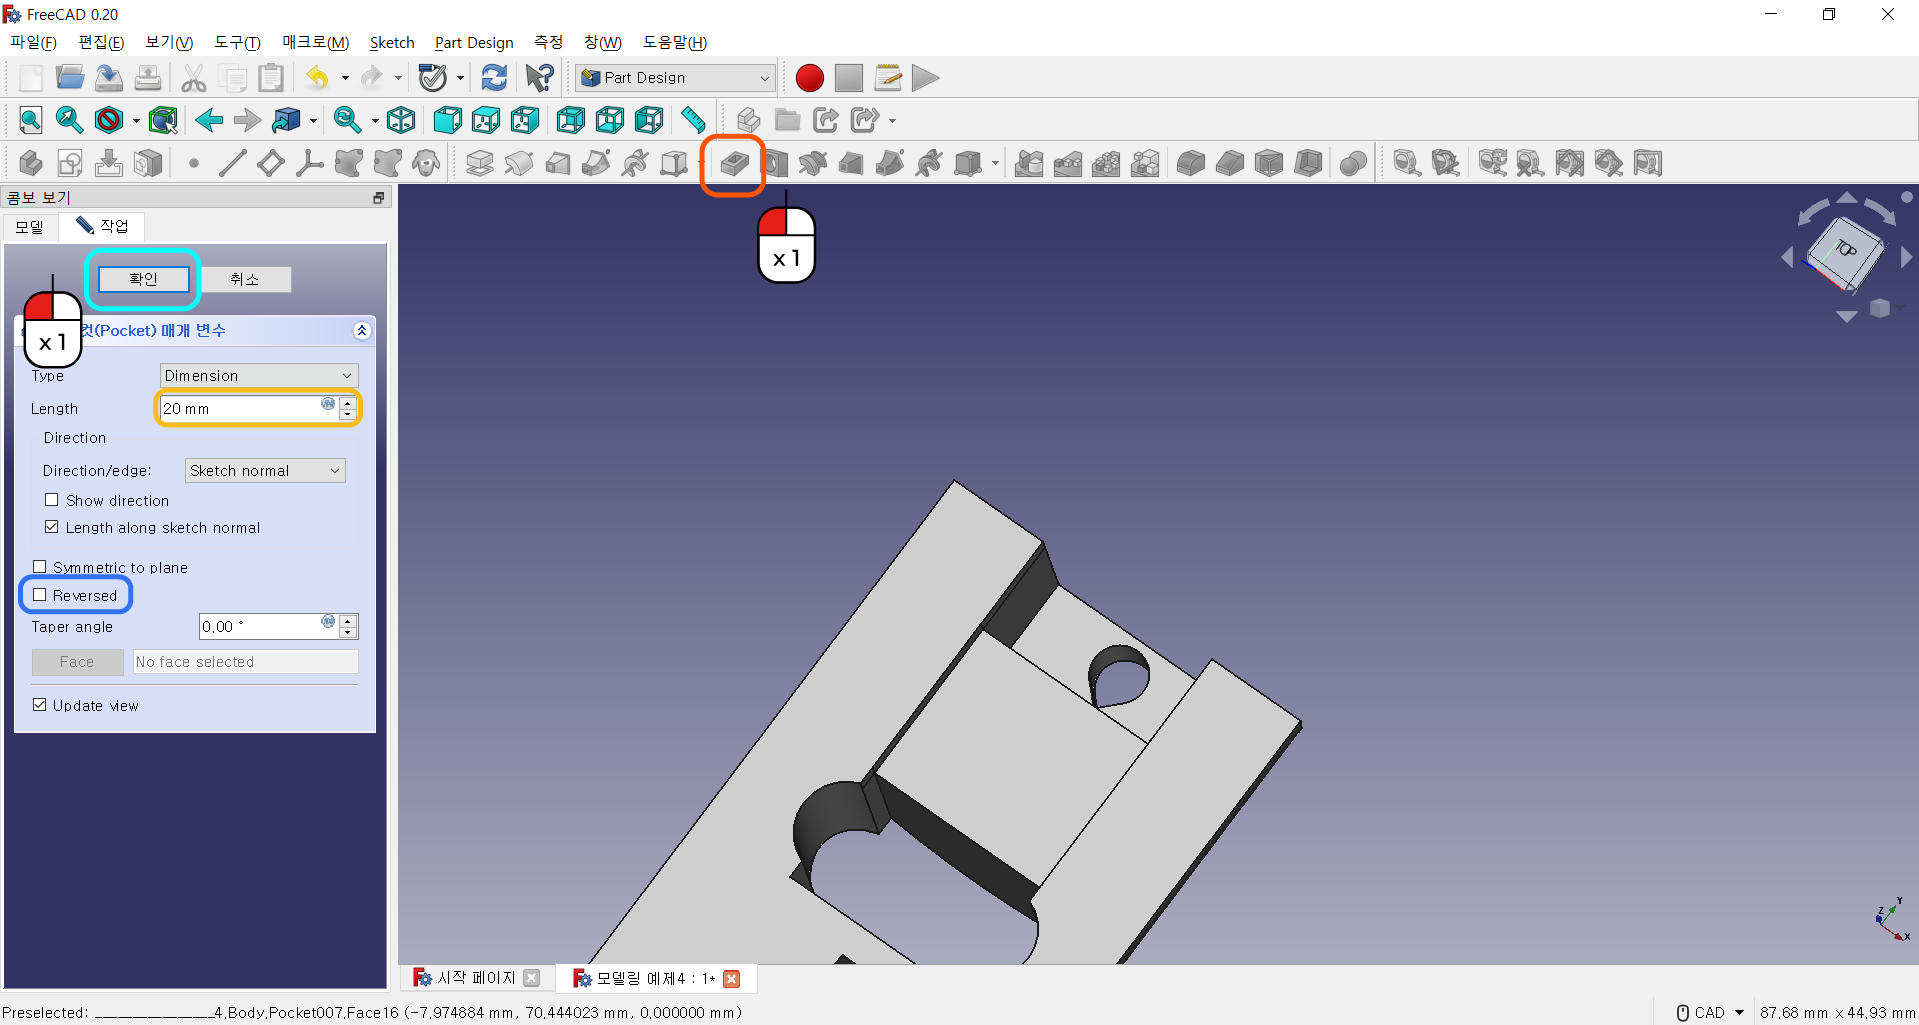 FreeCAD 0.20
파일(F) 편집(E) 보기(V) 도구(T) 매크로(M) Sketch Part Design 측정 창(W) 도움말(H)
Part Design
콤보 보기
모델 작업
확인 취소
x 1
x 1
컷(Pocket) 매개 변수
Type Dimension
Length 20 mm
Direction
Direction/edge: Sketch normal
Show direction
Length along sketch normal
Symmetric to plane
Reversed
Taper angle 0.00 °
Face No face selected
Update view
TOP
Y
Z
X
시작 페이지 모델링 예제4 : 1*
Preselected: ________________4.Body.Pocket007.Face16 (-7.974884 mm, 70.444023 mm, 0.000000 mm)
CAD 87.68 mm x 44.93 mm